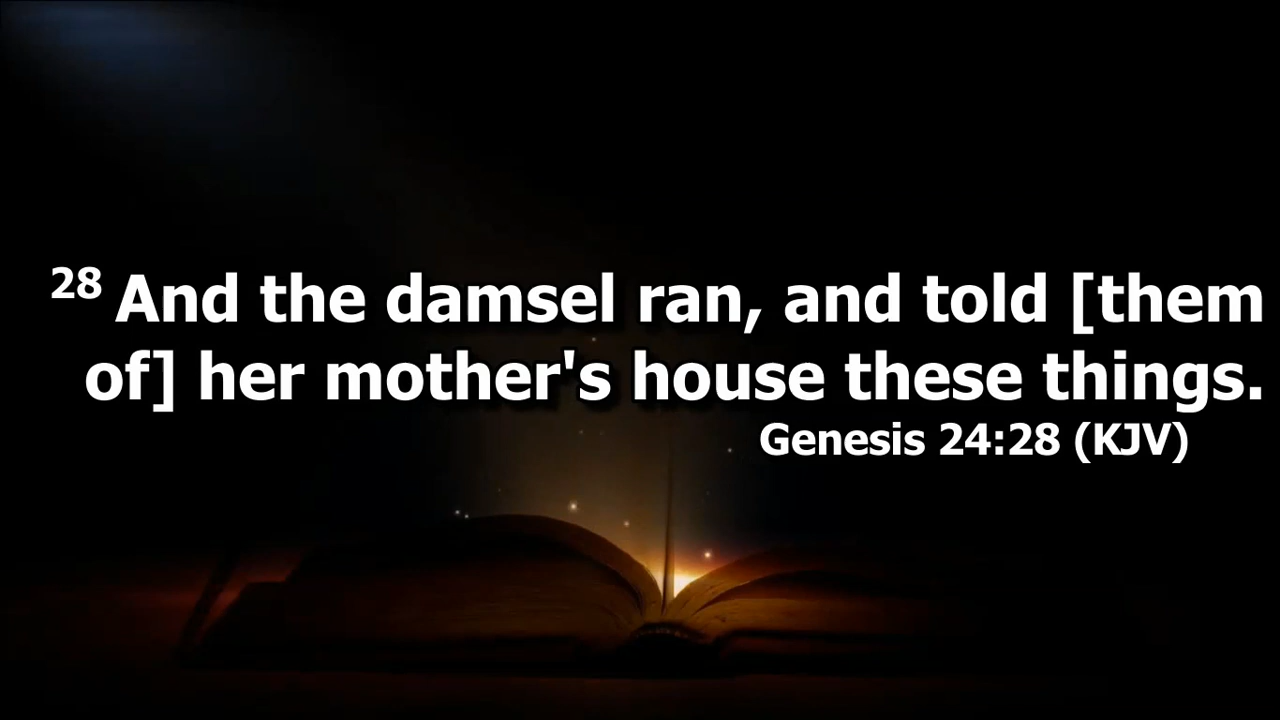 28 And the damsel ran, and told [them
of] her mother's house these things.
Genesis 24:28 (KJV)